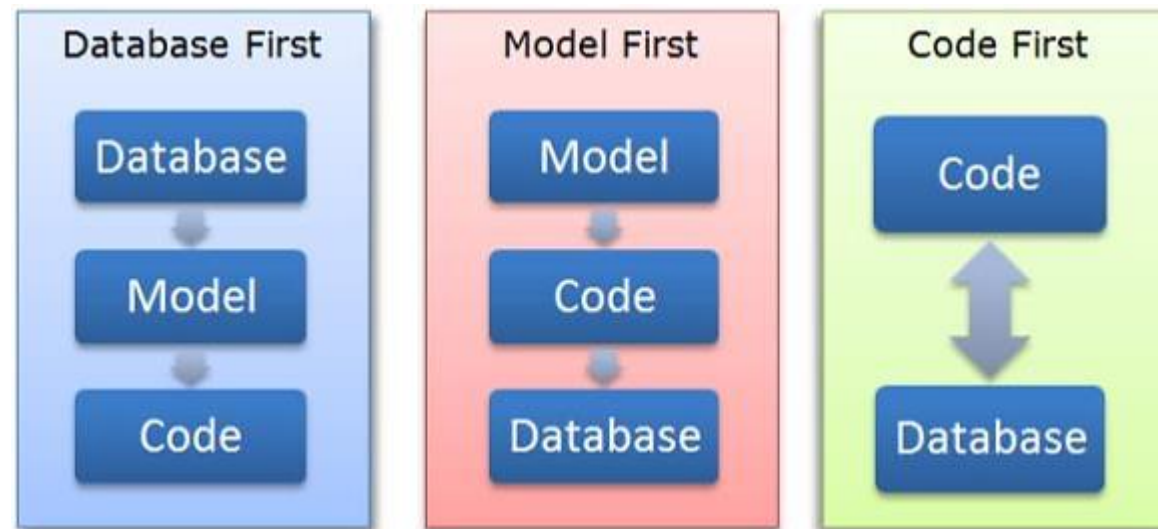 Database First
Database
Model
Code
Model First
Model
Code
Database
Code First
Code
Database